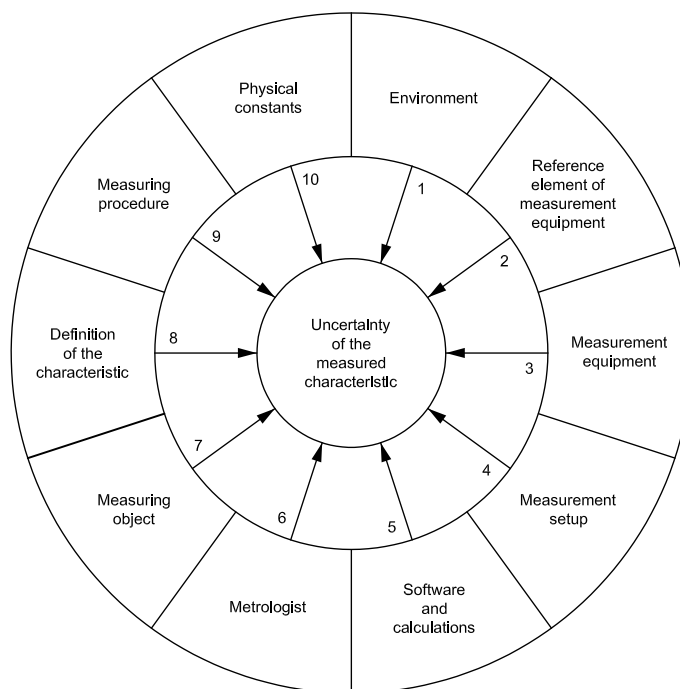 Physical
constants
Environment
Reference
element of
measurement
equipment
Measurement
equipment
Measurement
setup
Software
and
calculations
Metrologist
Measuring
object
Definition
of the
characteristic
Measuring
procedure
1
2
3
4
5
6
7
8
9
10
Uncertainty
of the
measured
characteristic